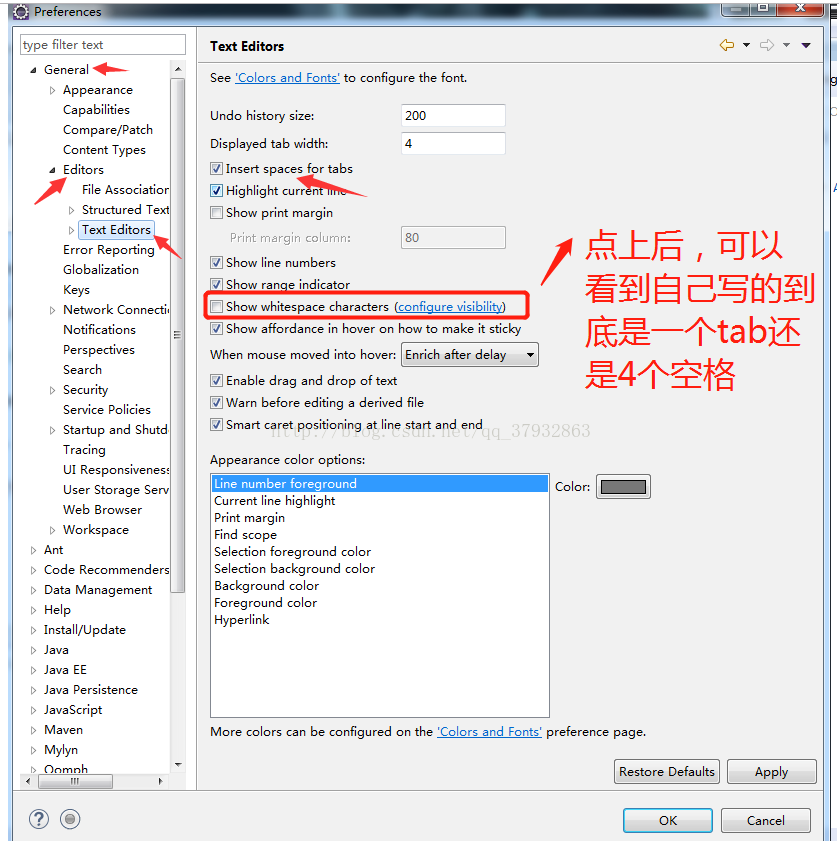 Preferences
type filter text
Text Editors
General
Appearance
Capabilities
Compare/Patch
Content Types
Editors
File Association
Structured Text
Text Editors
Error Reporting
Globalization
Keys
Network Connectio
Notifications
Perspectives
Search
Security
Service Policies
Startup and Shutd
Tracing
UI Responsiveness
User Storage Serv
Web Browser
Workspace
Ant
Code Recommenders
Data Management
Help
Install/Update
Java
Java EE
Java Persistence
JavaScript
Maven
Mylyn
Oomph
See 'Colors and Fonts' to configure the font.
Undo history size: 200
Displayed tab width: 4
Insert spaces for tabs
Highlight current line
Show print margin
Print margin column: 80
Show line numbers
Show range indicator
Show whitespace characters (configure visibility)
Show affordance in hover on how to make it sticky
When mouse moved into hover: Enrich after delay
Enable drag and drop of text
Warn before editing a derived file
Smart caret positioning at line start and end
http://blog.csdn.net/qq_37932863
Appearance color options:
Line number foreground
Current line highlight
Print margin
Find scope
Selection foreground color
Selection background color
Background color
Foreground color
Hyperlink
Color:
More colors can be configured on the 'Colors and Fonts' preference page.
Restore Defaults
Apply
OK
Cancel
点上后，可以
看到自己写的到
底是一个tab还
是4个空格